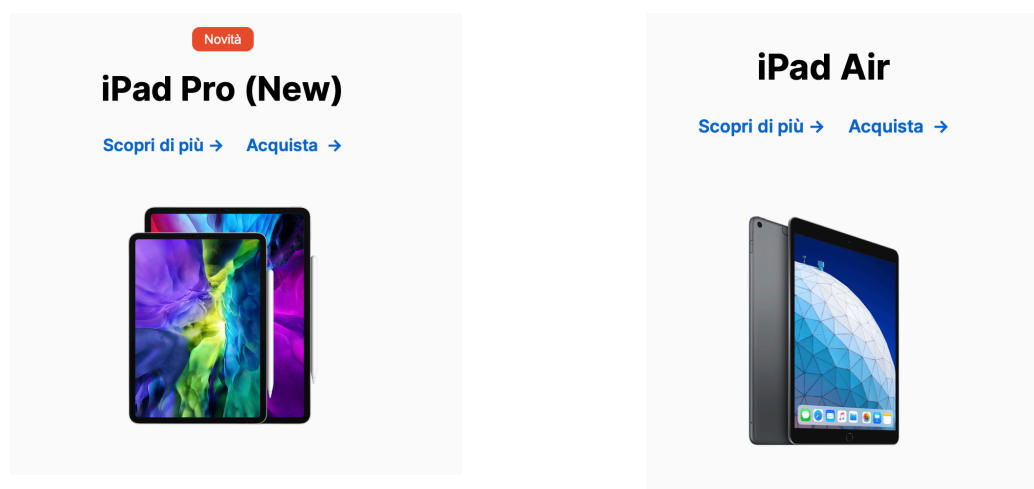 Novità
iPad Pro (New)
Scopri di più → Acquista →
iPad Air
Scopri di più → Acquista →